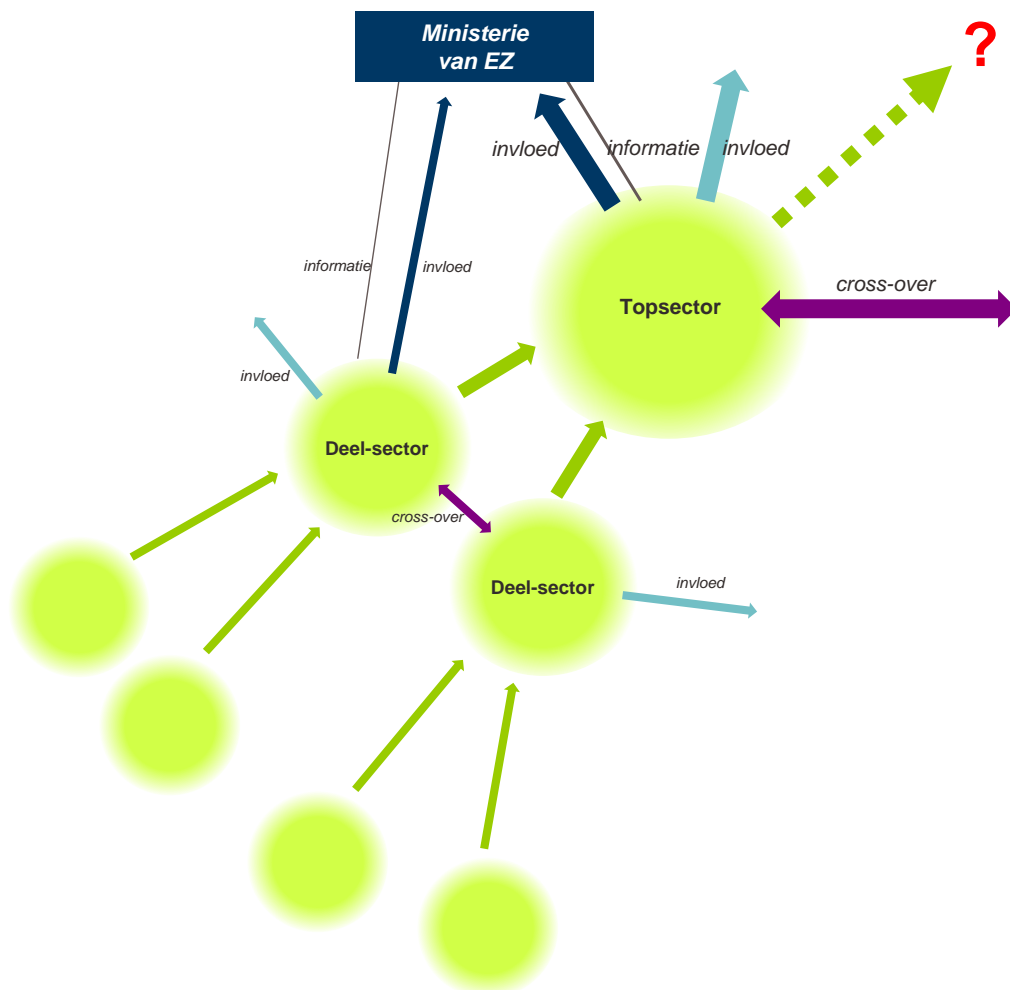 Ministerie
van EZ
?
invloed
informatie
invloed
informatie
invloed
cross-over
Topsector
invloed
Deel-sector
cross-over
Deel-sector
invloed